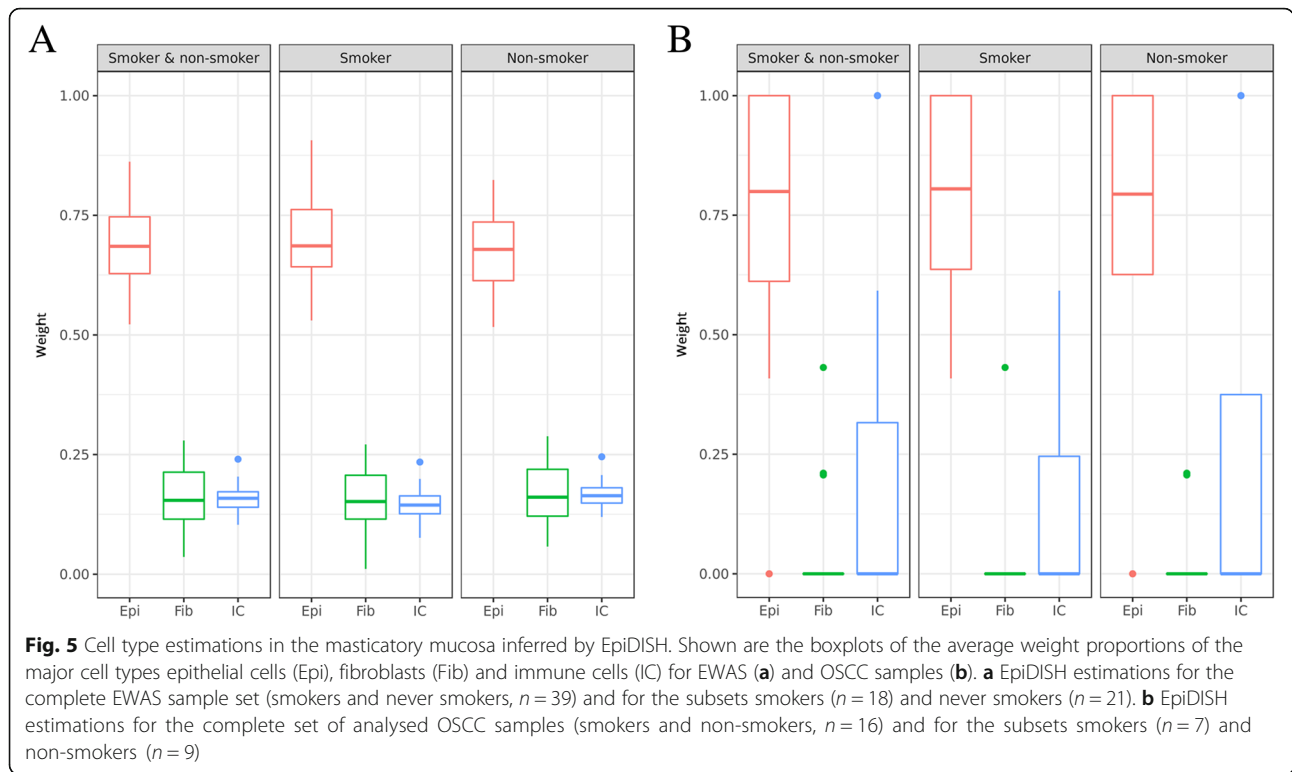 A
B
Smoker & non-smoker
Smoker
Non-smoker
Smoker & non-smoker
Smoker
Non-smoker
1.00
0.75
0.50
0.25
0.00
Weight
Epi
Fib
IC
Epi
Fib
IC
Epi
Fib
IC
1.00
0.75
0.50
0.25
0.00
Weight
Epi
Fib
IC
Epi
Fib
IC
Epi
Fib
IC
Fig. 5 Cell type estimations in the masticatory mucosa inferred by EpiDISH. Shown are the boxplots of the average weight proportions of the
major cell types epithelial cells (Epi), fibroblasts (Fib) and immune cells (IC) for EWAS (a) and OSCC samples (b). a EpiDISH estimations for the
complete EWAS sample set (smokers and never smokers, n = 39) and for the subsets smokers (n = 18) and never smokers (n = 21). b EpiDISH
estimations for the complete set of analysed OSCC samples (smokers and non-smokers, n = 16) and for the subsets smokers (n = 7) and
non-smokers (n = 9)